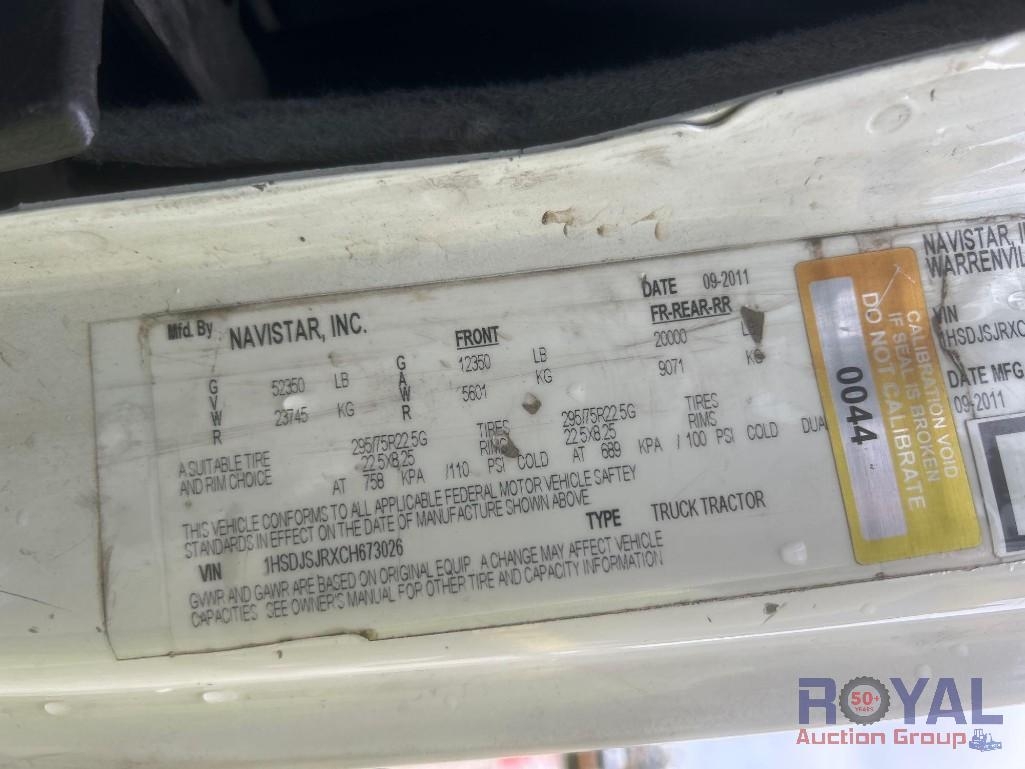 Mfd. By NAVISTAR, INC.
DATE 09-2011
FRONT FR-REAR-RR
GVWR 52350 LB GAWR 12350 LB 20000 LB
23745 KG 5601 KG 9071 KG
A SUITABLE TIRE 295/75R22.5G TIRES 295/75R22.5G TIRES
AND RIM CHOICE 22.5X8.25 RIMS 22.5X8.25 RIMS
AT 758 KPA /110 PSI COLD AT 689 KPA /100 PSI COLD DUAL
THIS VEHICLE CONFORMS TO ALL APPLICABLE FEDERAL MOTOR VEHICLE SAFTEY
STANDARDS IN EFFECT ON THE DATE OF MANUFACTURE SHOWN ABOVE
VIN 1HSDJSJRXCH673026 TYPE TRUCK TRACTOR
GVWR AND GAWR ARE BASED ON ORIGINAL EQUIP. A CHANGE MAY AFFECT VEHICLE
CAPACITIES SEE OWNER'S MANUAL FOR OTHER TIRE AND CAPACITY INFORMATION
CALIBRATION VOID
IF SEAL IS BROKEN
DO NOT CALIBRATE
0044
NAVISTAR,
WARRENVIL
VIN
1HSDJSJRXC
DATE MFG
09-2011
ROYAL
50+
YEARS
Auction Group